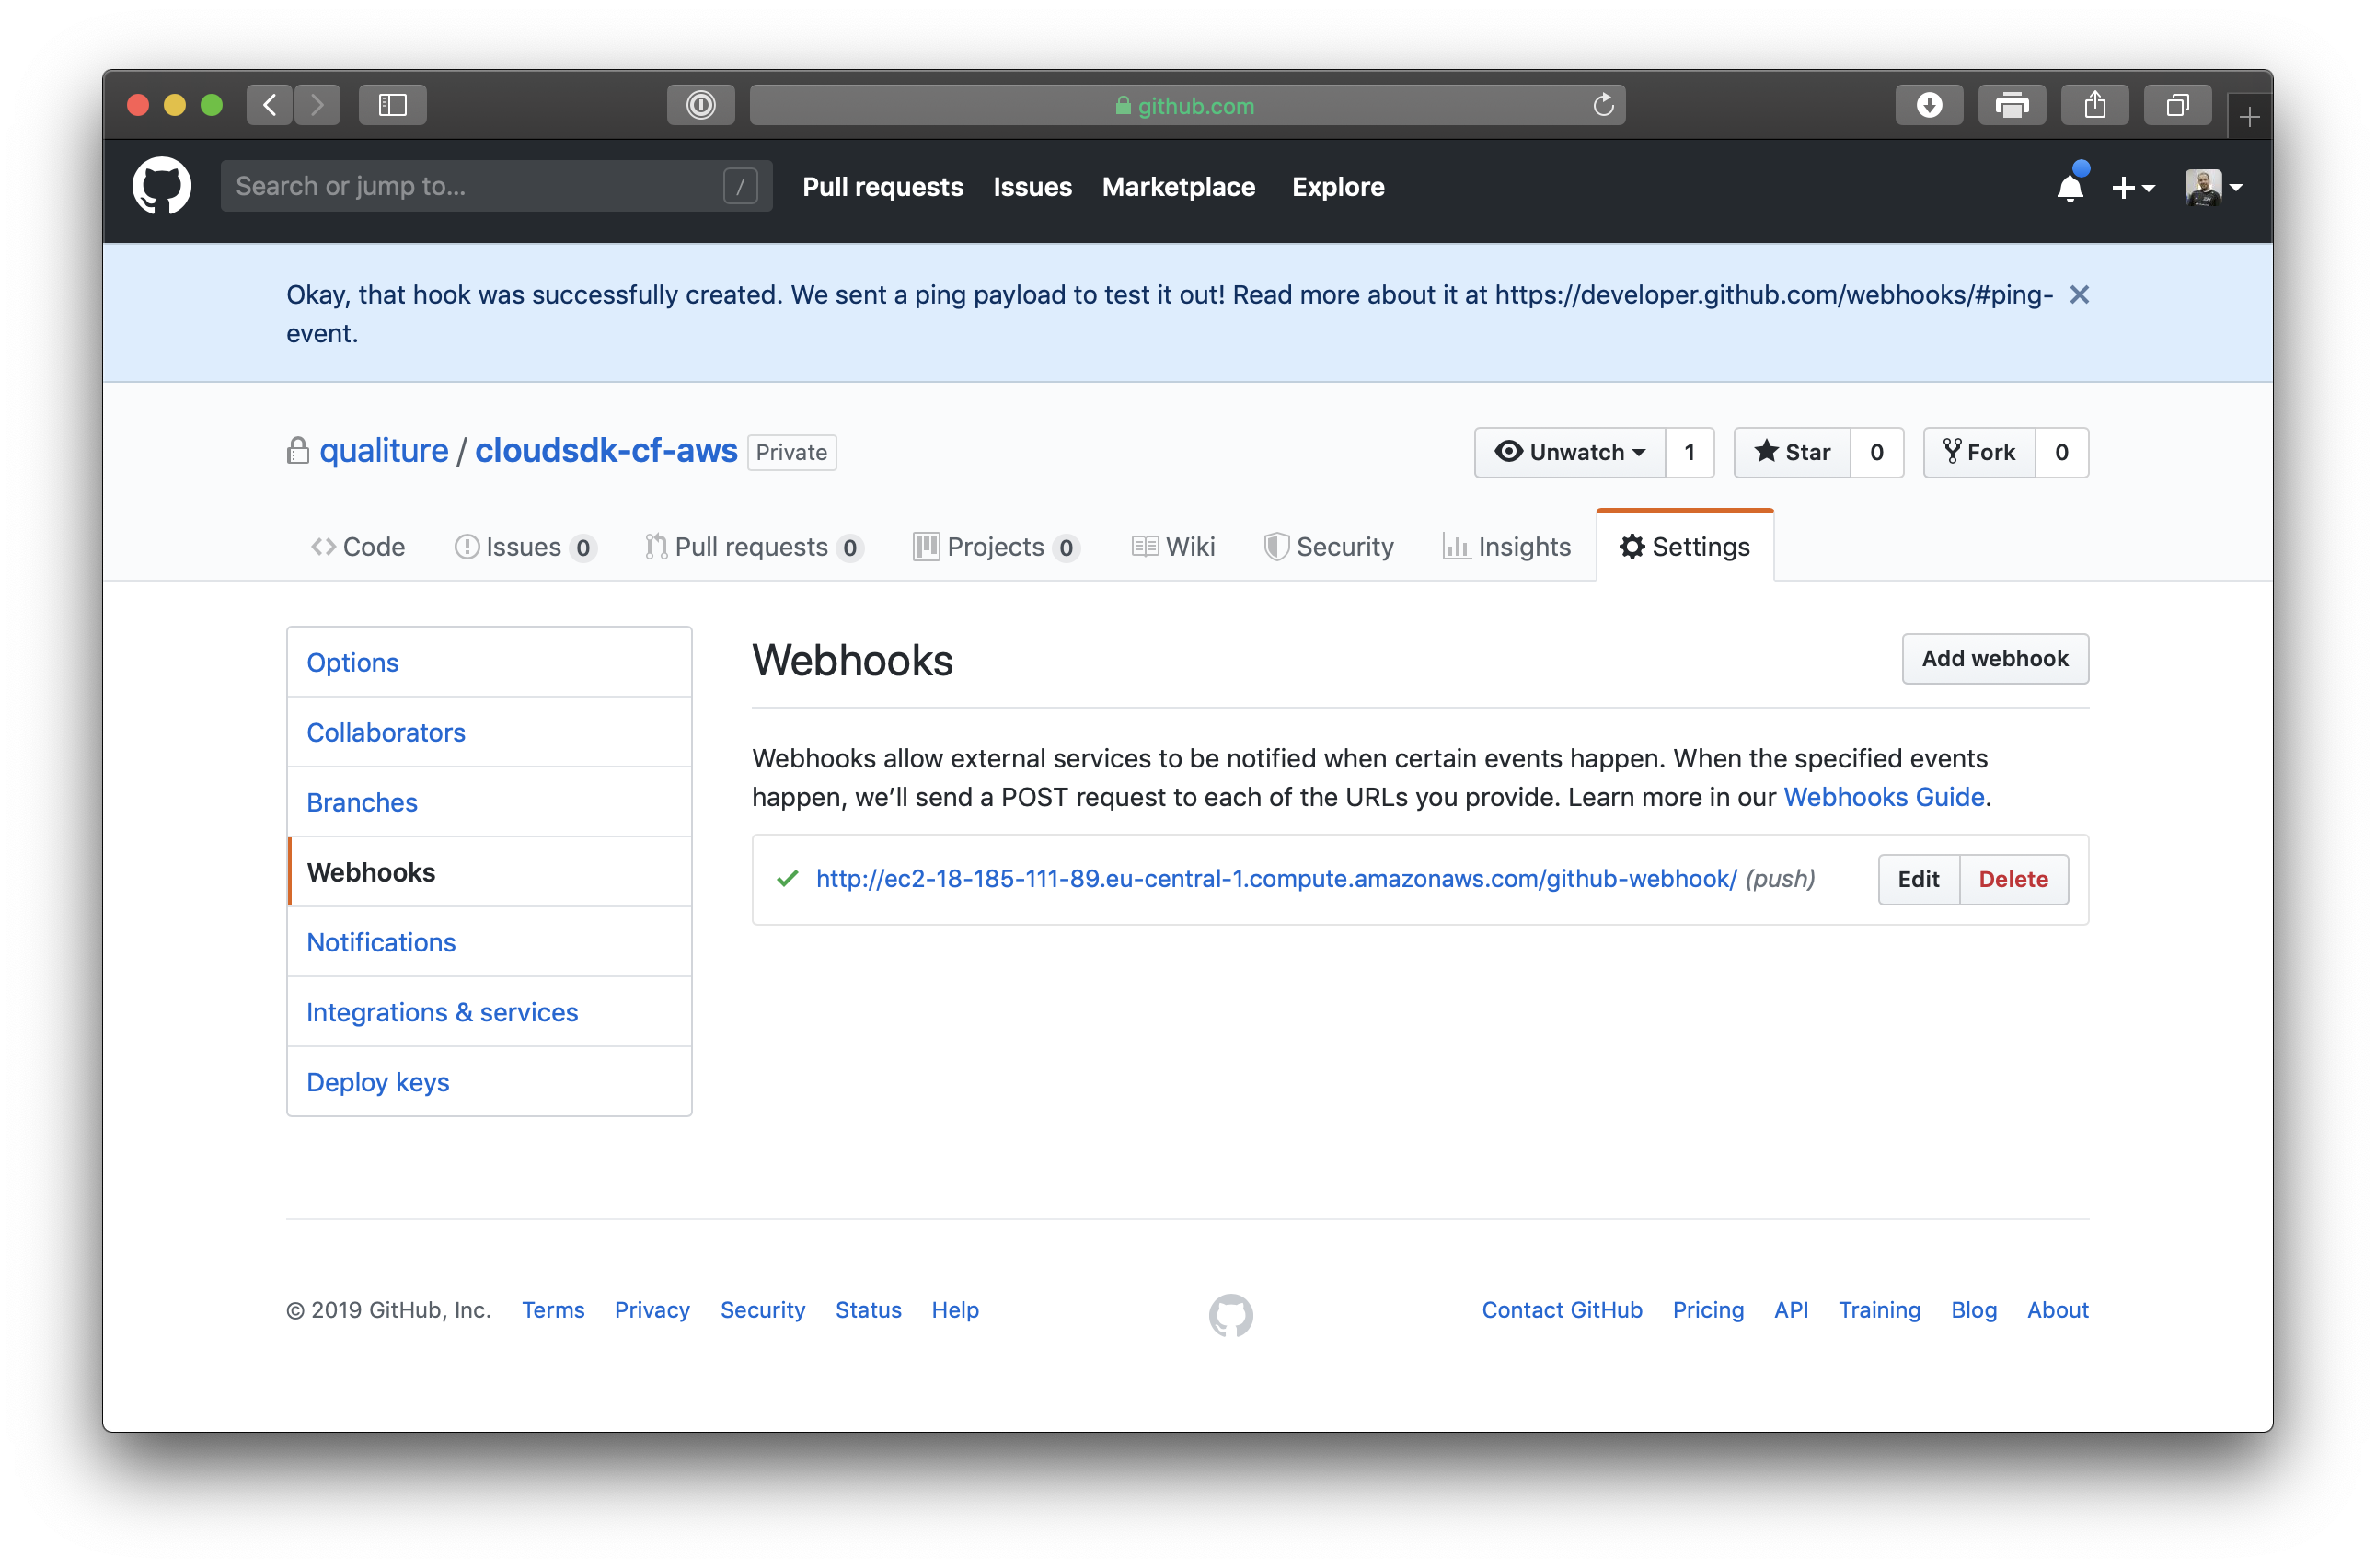 github.com
Search or jump to... /
Pull requests Issues Marketplace Explore
Okay, that hook was successfully created. We sent a ping payload to test it out! Read more about it at https://developer.github.com/webhooks/#ping-
event.
qualiture / cloudsdk-cf-aws Private
Unwatch 1 Star 0 Fork 0
Code Issues 0 Pull requests 0 Projects 0 Wiki Security Insights Settings
Options
Collaborators
Branches
Webhooks
Notifications
Integrations & services
Deploy keys
Webhooks
Add webhook
Webhooks allow external services to be notified when certain events happen. When the specified events
happen, we’ll send a POST request to each of the URLs you provide. Learn more in our Webhooks Guide.
http://ec2-18-185-111-89.eu-central-1.compute.amazonaws.com/github-webhook/ (push) Edit Delete
© 2019 GitHub, Inc. Terms Privacy Security Status Help
Contact GitHub Pricing API Training Blog About